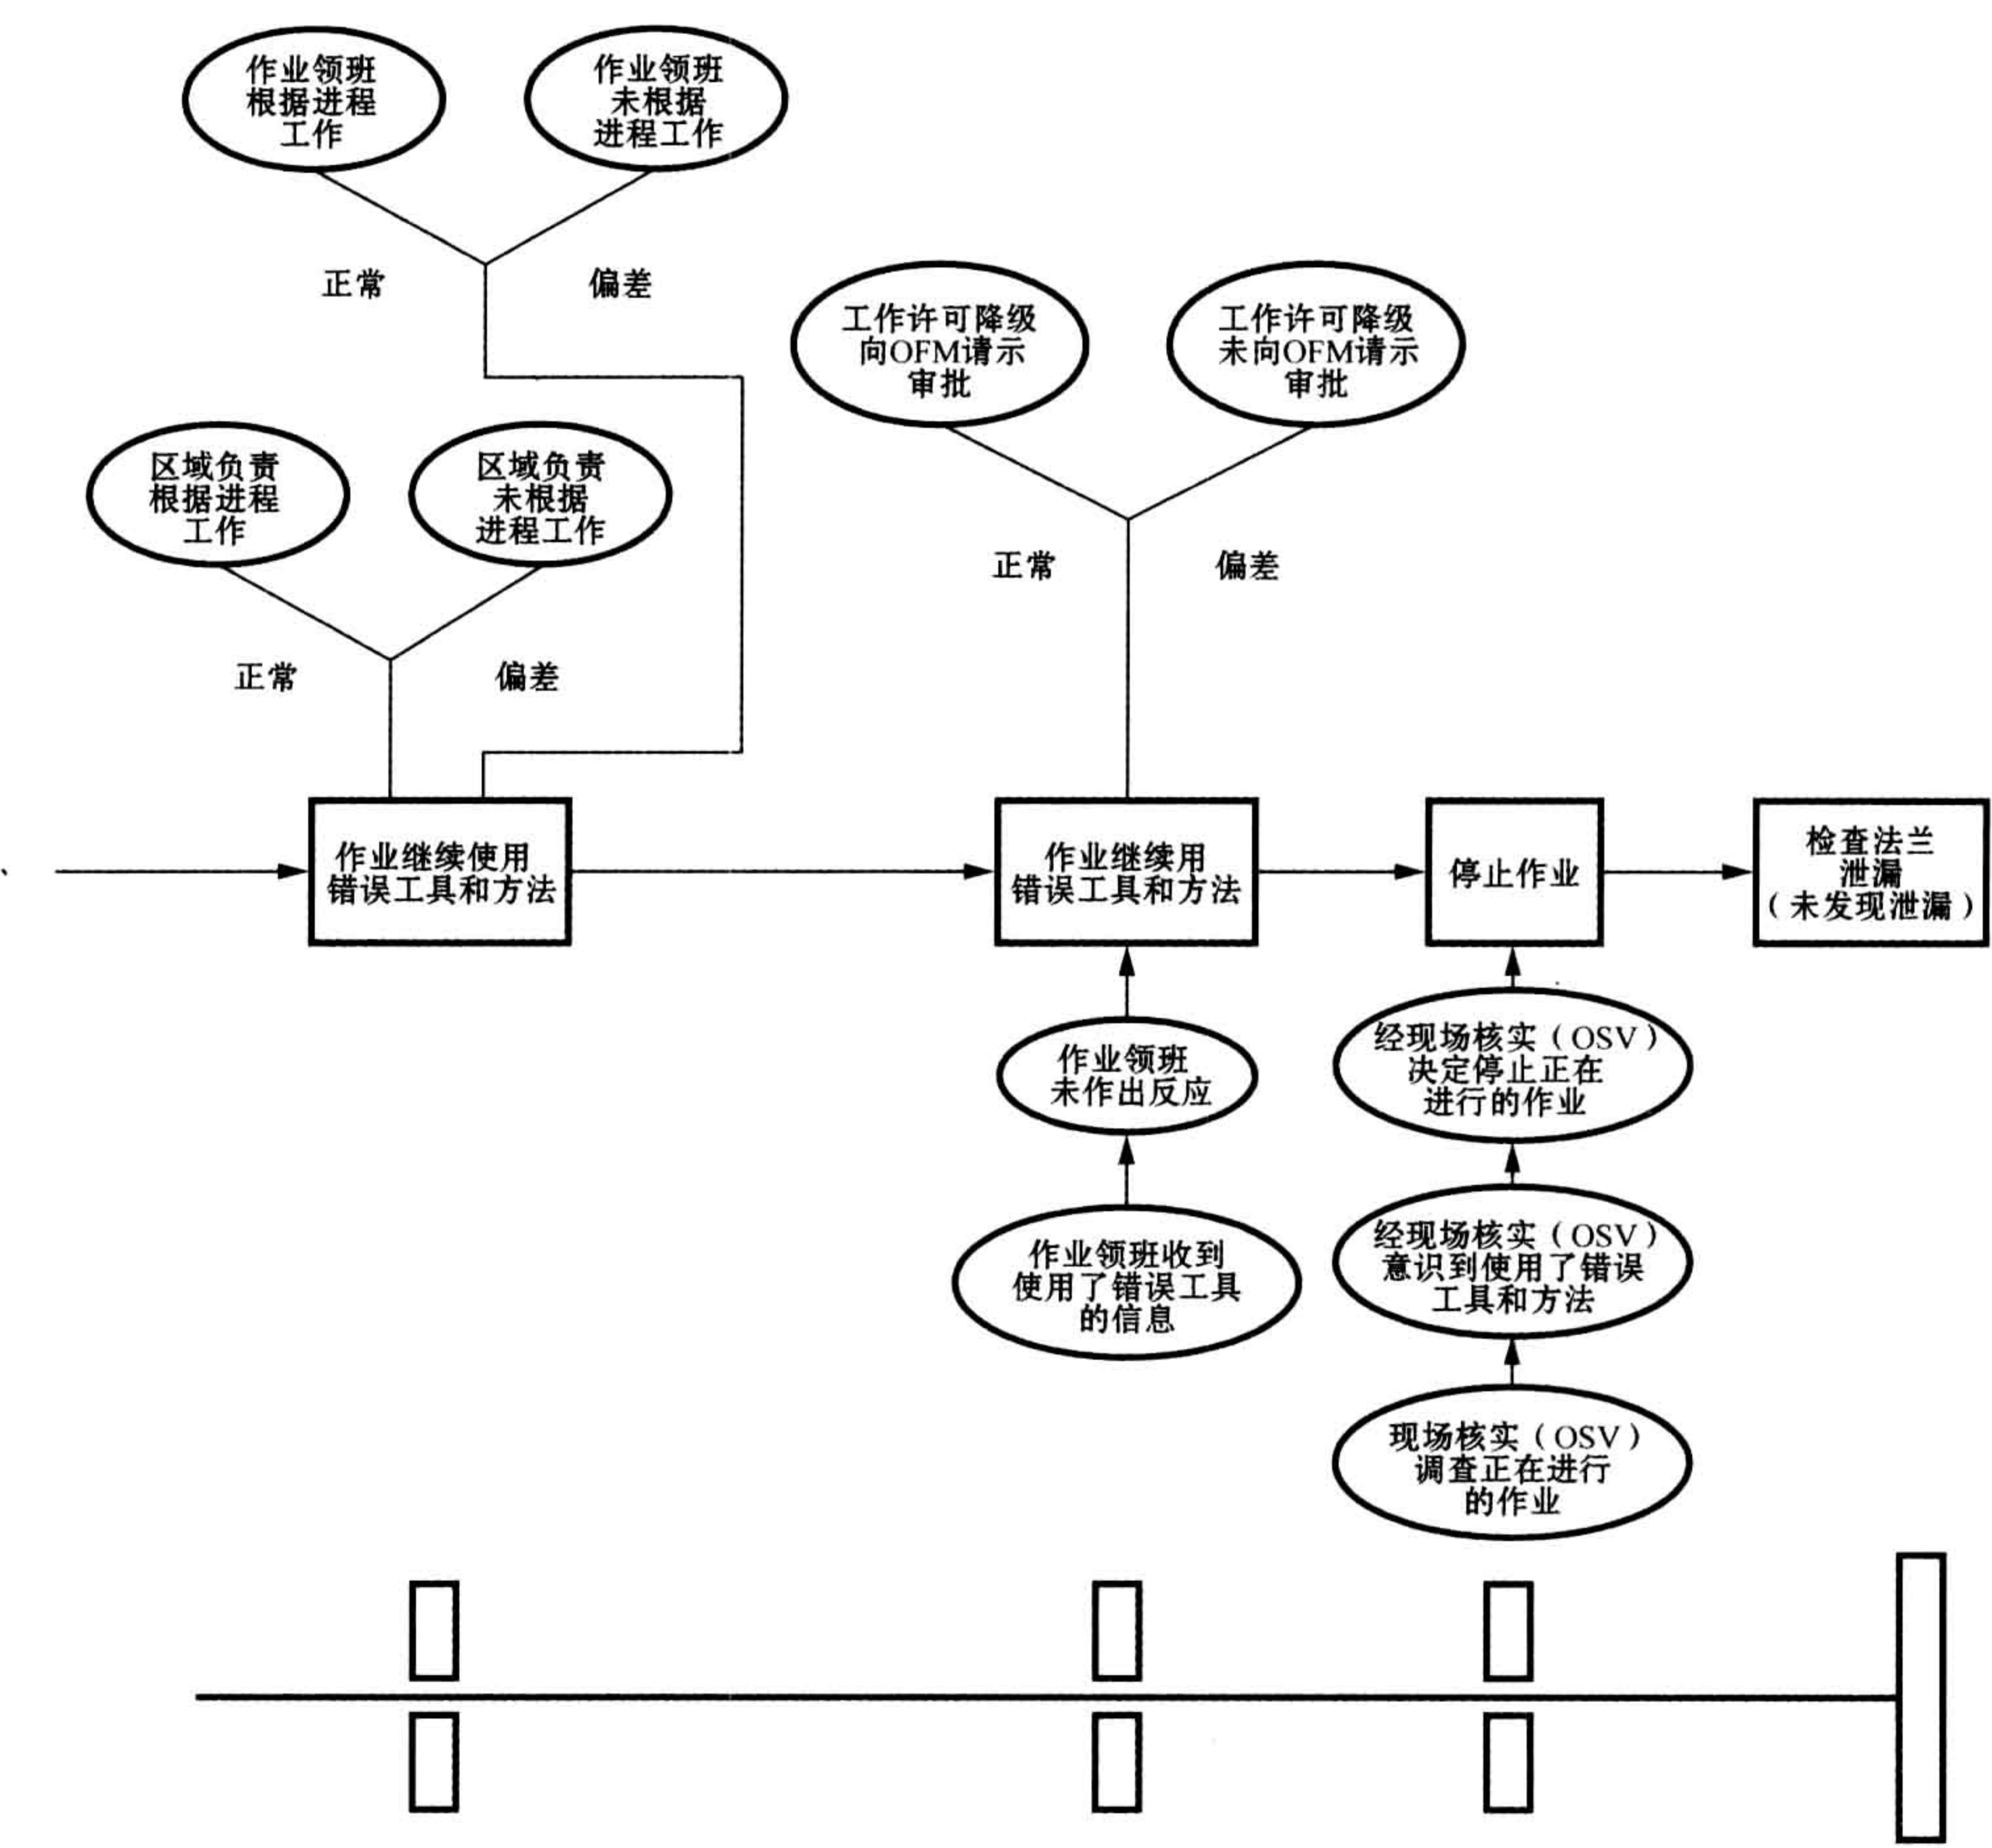 作业领班
根据进程
工作
作业领班
未根据
进程工作
正常
偏差
工作许可降级
向OFM请示
审批
工作许可降级
未向OFM请示
审批
区域负责
根据进程
工作
区域负责
未根据
进程工作
正常
偏差
正常
偏差
作业继续使用
错误工具和方法
作业继续用
错误工具和方法
停止作业
检查法兰
泄漏
（未发现泄漏）
作业领班
未作出反应
作业领班收到
使用了错误工具
的信息
经现场核实（OSV）
决定停止正在
进行的作业
经现场核实（OSV）
意识到使用了错误
工具和方法
现场核实（OSV）
调查正在进行
的作业